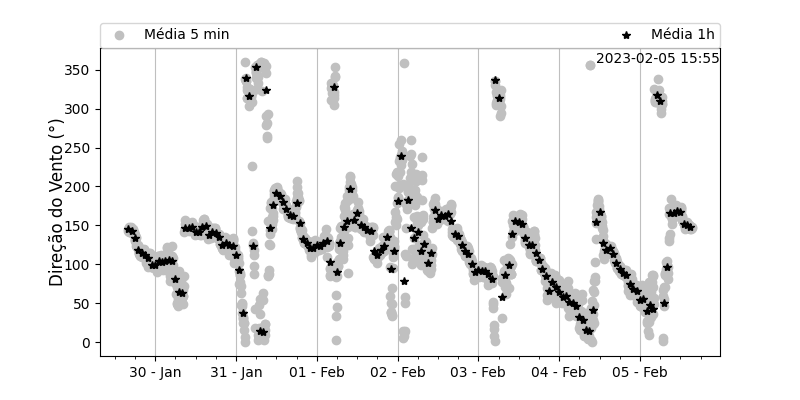 Média 5 min
Média 1h
2023-02-05 15:55
Direção do Vento (°)
350
300
250
200
150
100
50
0
30 - Jan
31 - Jan
01 - Feb
02 - Feb
03 - Feb
04 - Feb
05 - Feb